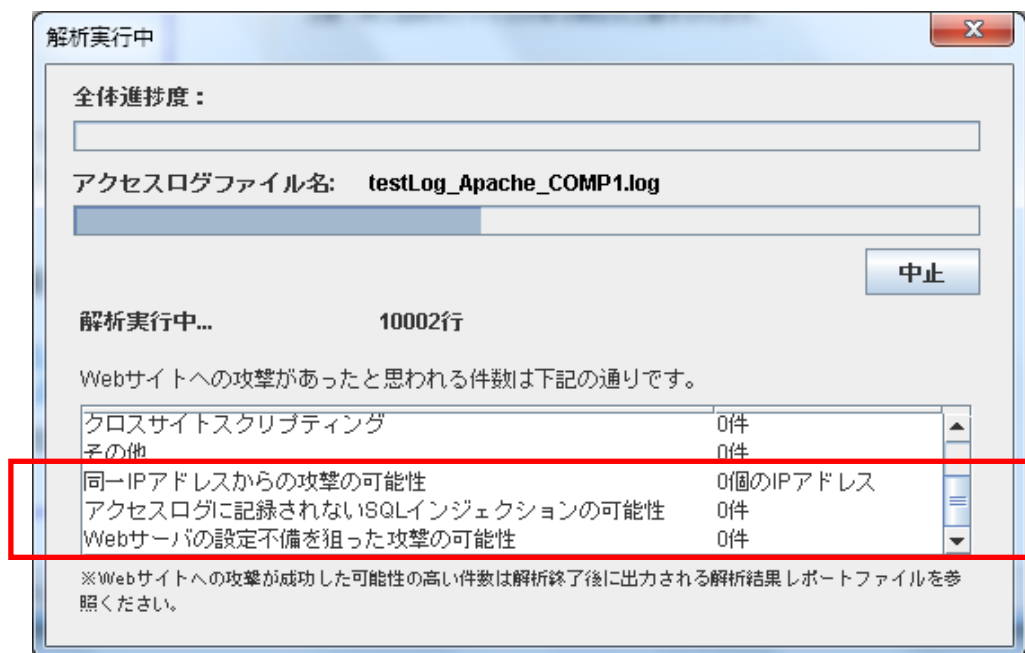 解析実行中
全体進捗度：
アクセスログファイル名: testLog_Apache_COMP1.log
中止
解析実行中... 10002行
Webサイトへの攻撃があったと思われる件数は下記の通りです。
クロスサイトスクリプティング 0件
その他 0件
同一IPアドレスからの攻撃の可能性 0個のIPアドレス
アクセスログに記録されないSQLインジェクションの可能性 0件
Webサーバの設定不備を狙った攻撃の可能性 0件
※Webサイトへの攻撃が成功した可能性の高い件数は解析終了後に出力される解析結果レポートファイルを参
照ください。